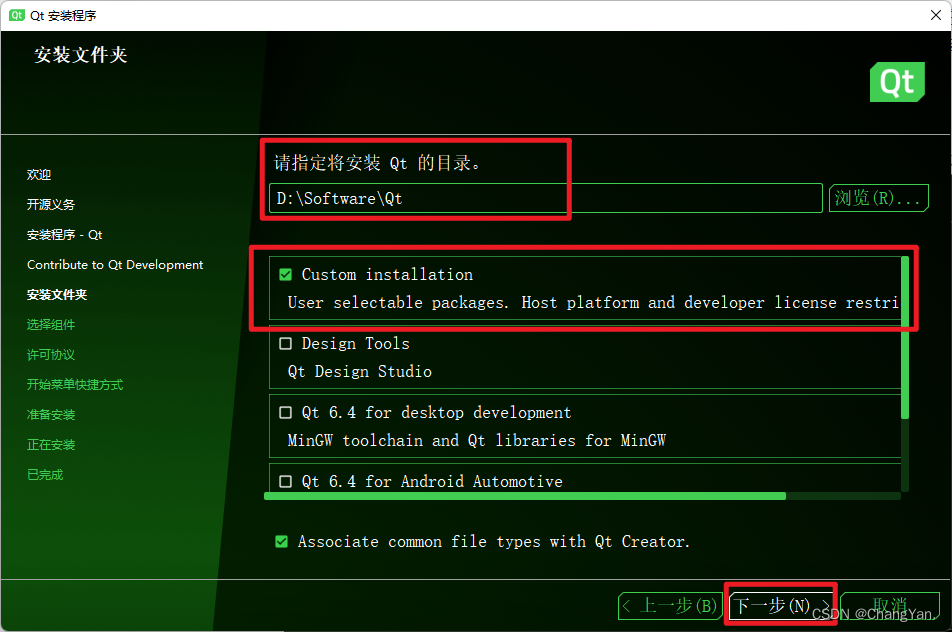 Qt Qt 安装程序
安装文件夹
Qt
请指定将安装 Qt 的目录。
D:\Software\Qt
浏览(R)...
欢迎
开源义务
安装程序 - Qt
Contribute to Qt Development
安装文件夹
选择组件
许可协议
开始菜单快捷方式
准备安装
正在安装
已完成
Custom installation
User selectable packages. Host platform and developer license restri
Design Tools
Qt Design Studio
Qt 6.4 for desktop development
MinGW toolchain and Qt libraries for MinGW
Qt 6.4 for Android Automotive
Associate common file types with Qt Creator.
< 上一步(B)
下一步(N) >
取消
CSDN @ChangYan.